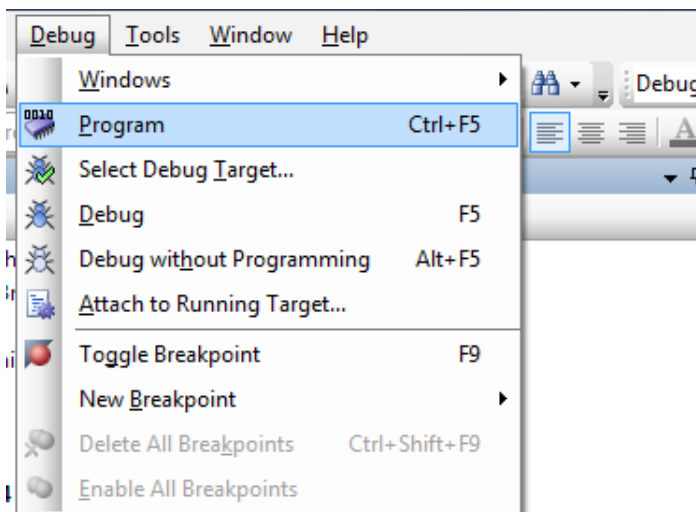 Debug Tools Window Help
Windows
Debug
Program Ctrl+F5
Select Debug Target...
Debug F5
Debug without Programming Alt+F5
Attach to Running Target...
Toggle Breakpoint F9
New Breakpoint
Delete All Breakpoints Ctrl+Shift+F9
Enable All Breakpoints